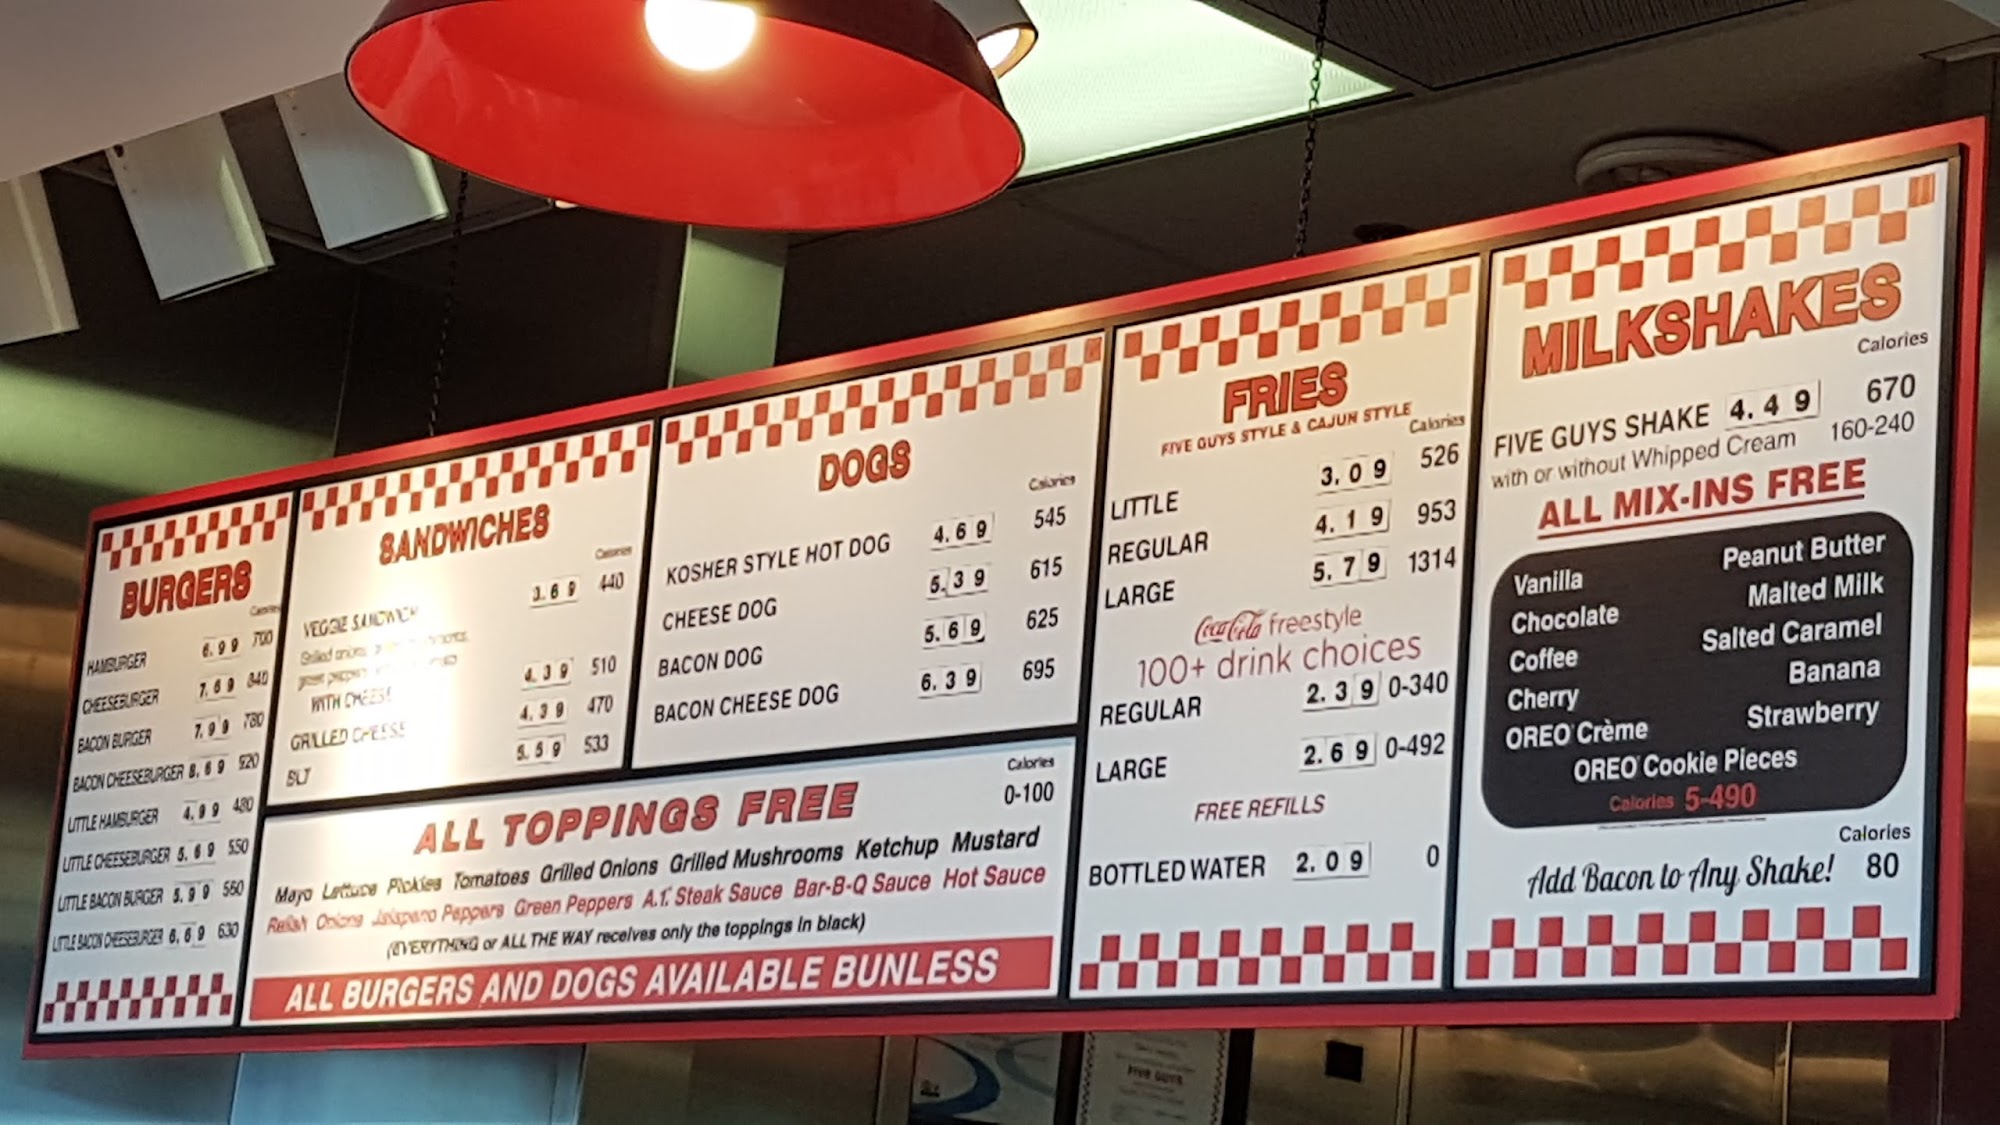 BURGERS
Calories
HAMBURGER 6.99 700
CHEESEBURGER 7.69 840
BACON BURGER 7.99 780
BACON CHEESEBURGER 8.69 920
LITTLE HAMBURGER 4.99 480
LITTLE CHEESEBURGER 5.69 550
LITTLE BACON BURGER 5.99 560
LITTLE BACON CHEESEBURGER 6.69 630
SANDWICHES
Calories
VEGGIE SANDWICH 3.69 440
Grilled onions,
green peppers
WITH CHEESE 4.39 510
GRILLED CHEESE 4.39 470
BLT 5.59 533
DOGS
Calories
KOSHER STYLE HOT DOG 4.69 545
CHEESE DOG 5.39 615
BACON DOG 5.69 625
BACON CHEESE DOG 6.39 695
ALL TOPPINGS FREE
Calories
0-100
Mayo Lettuce Pickles Tomatoes Grilled Onions Grilled Mushrooms Ketchup Mustard
Relish Onions Jalapeno Peppers Green Peppers A.1. Steak Sauce Bar-B-Q Sauce Hot Sauce
(EVERYTHING or ALL THE WAY receives only the toppings in black)
ALL BURGERS AND DOGS AVAILABLE BUNLESS
FRIES
FIVE GUYS STYLE & CAJUN STYLE
Calories
LITTLE 3.09 526
REGULAR 4.19 953
LARGE 5.79 1314
Coca-Cola freestyle
100+ drink choices
REGULAR 2.39 0-340
LARGE 2.69 0-492
FREE REFILLS
BOTTLED WATER 2.09 0
MILKSHAKES
Calories
FIVE GUYS SHAKE 4.49 670
with or without Whipped Cream 160-240
ALL MIX-INS FREE
Vanilla Peanut Butter
Chocolate Malted Milk
Coffee Salted Caramel
Cherry Banana
OREO Crème Strawberry
OREO Cookie Pieces
Calories 5-490
Calories
Add Bacon to Any Shake! 80
FIVE GUYS